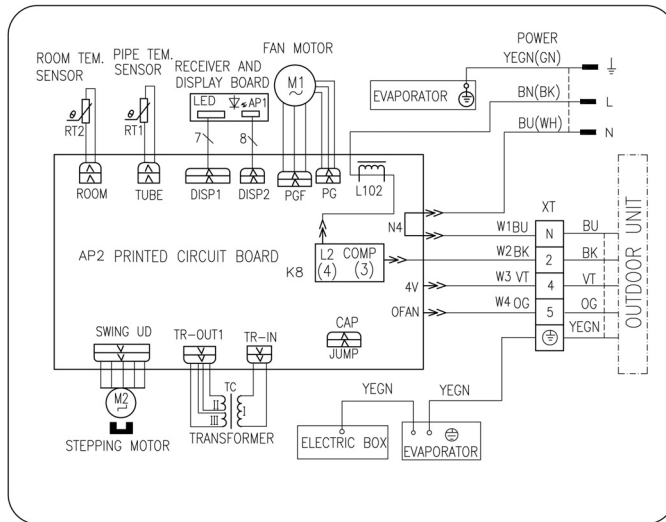 ROOM TEM.
SENSOR
PIPE TEM.
SENSOR
RECEIVER AND
DISPLAY BOARD
FAN MOTOR
POWER
YEGN(GN)
LED
AP1
M1
EVAPORATOR
BN(BK)
L
RT2
RT1
θ
θ
7
8
BU(WH)
N
ROOM
TUBE
DISP1
DISP2
PGF
PG
L102
N4
W1BU
XT
N
BU
AP2 PRINTED CIRCUIT BOARD
L2 COMP
(4) (3)
K8
W2BK
2
BK
4V
W3 VT
4
VT
OFAN
W4 OG
5
OG
YEGN
OUTDOOR UNIT
SWING UD
TR-OUT1
TR-IN
CAP
JUMP
M2
STEPPING MOTOR
TC
II
III
I
TRANSFORMER
YEGN
YEGN
ELECTRIC BOX
EVAPORATOR